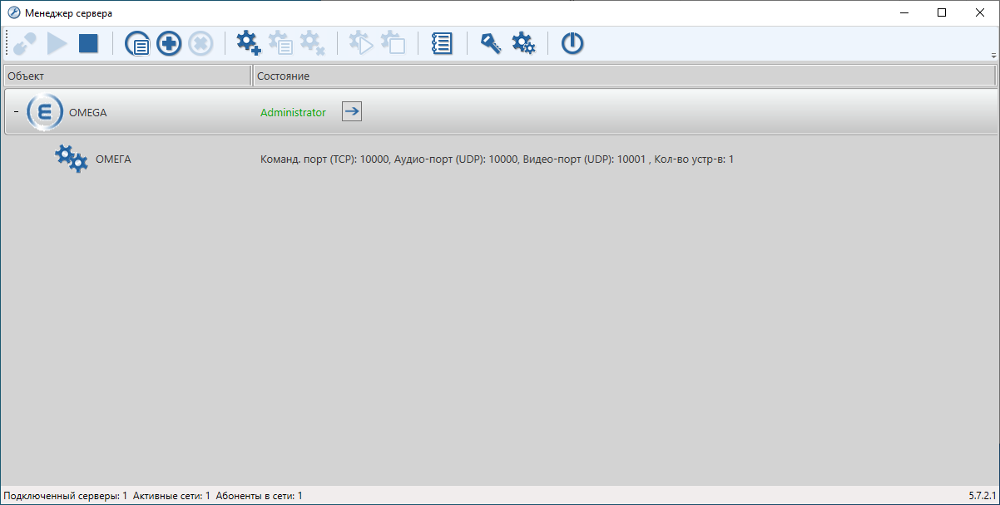 Менеджер сервера
Объект Состояние
OMEGA Administrator
ОМЕГА Команд. порт (TCP): 10000, Аудио-порт (UDP): 10000, Видео-порт (UDP): 10001 , Кол-во устр-в: 1
Подключенный серверы: 1 Активные сети: 1 Абоненты в сети: 1 5.7.2.1